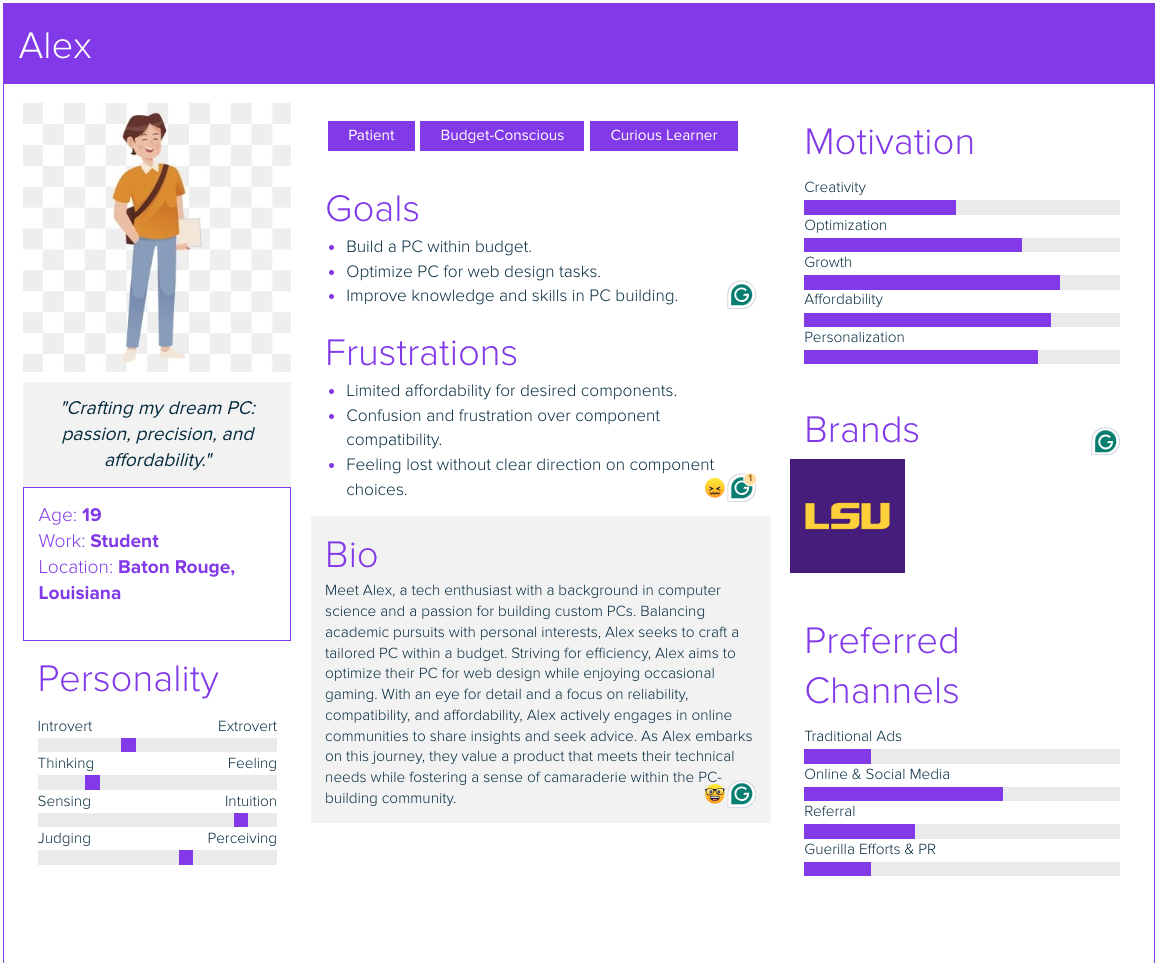 Alex
"Crafting my dream PC:
passion, precision, and
affordability."
Age: 19
Work: Student
Location: Baton Rouge,
Louisiana
Personality
Introvert Extrovert
Thinking Feeling
Sensing Intuition
Judging Perceiving
Patient Budget-Conscious Curious Learner
Goals
Build a PC within budget.
Optimize PC for web design tasks.
Improve knowledge and skills in PC building.
Frustrations
Limited affordability for desired components.
Confusion and frustration over component
compatibility.
Feeling lost without clear direction on component
choices.
1
Bio
Meet Alex, a tech enthusiast with a background in computer
science and a passion for building custom PCs. Balancing
academic pursuits with personal interests, Alex seeks to craft a
tailored PC within a budget. Striving for efficiency, Alex aims to
optimize their PC for web design while enjoying occasional
gaming. With an eye for detail and a focus on reliability,
compatibility, and affordability, Alex actively engages in online
communities to share insights and seek advice. As Alex embarks
on this journey, they value a product that meets their technical
needs while fostering a sense of camaraderie within the PC-
building community.
Motivation
Creativity
Optimization
Growth
Affordability
Personalization
Brands
LSU
Preferred
Channels
Traditional Ads
Online & Social Media
Referral
Guerilla Efforts & PR